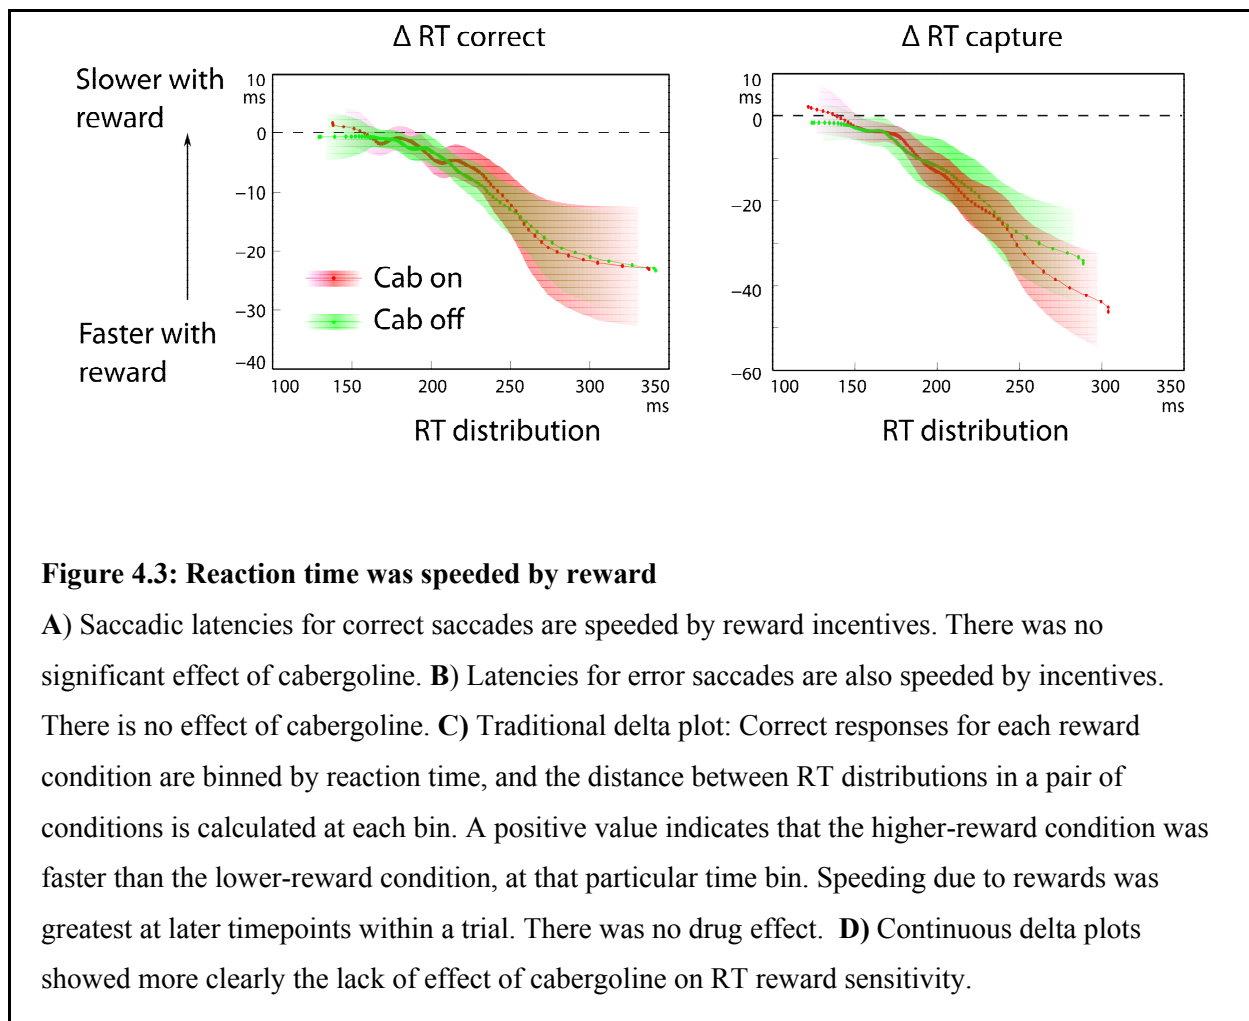 Δ RT correct
Δ RT capture
Slower with
reward
Faster with
reward
10
ms
0
−10
−20
−30
−40
Cab on
Cab off
100 150 200 250 300 350
ms
RT distribution
10
ms
0
−20
−40
−60
100 150 200 250 300 350
ms
RT distribution
Figure 4.3: Reaction time was speeded by reward
A) Saccadic latencies for correct saccades are speeded by reward incentives. There was no
significant effect of cabergoline. B) Latencies for error saccades are also speeded by incentives.
There is no effect of cabergoline. C) Traditional delta plot: Correct responses for each reward
condition are binned by reaction time, and the distance between RT distributions in a pair of
conditions is calculated at each bin. A positive value indicates that the higher-reward condition was
faster than the lower-reward condition, at that particular time bin. Speeding due to rewards was
greatest at later timepoints within a trial. There was no drug effect. D) Continuous delta plots
showed more clearly the lack of effect of cabergoline on RT reward sensitivity.